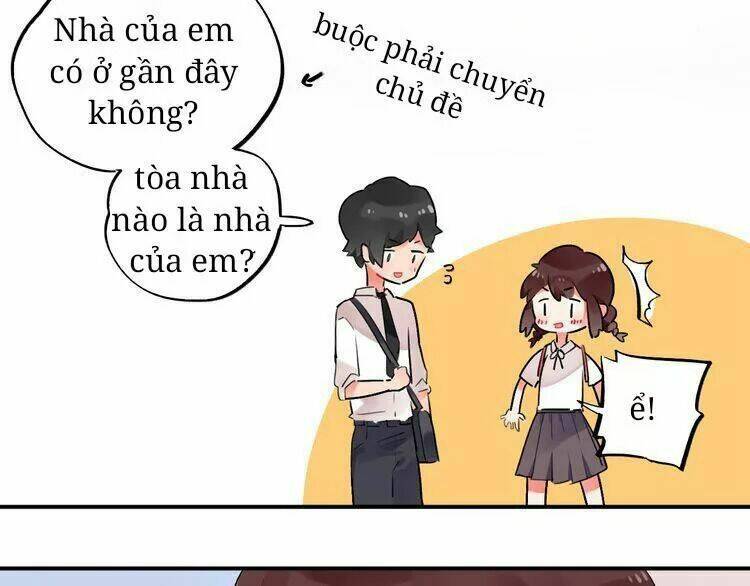 Nhà của em
có ở gần đây
không?
buộc phải chuyển
chủ đề
tòa nhà
nào là nhà
của em?
ể!